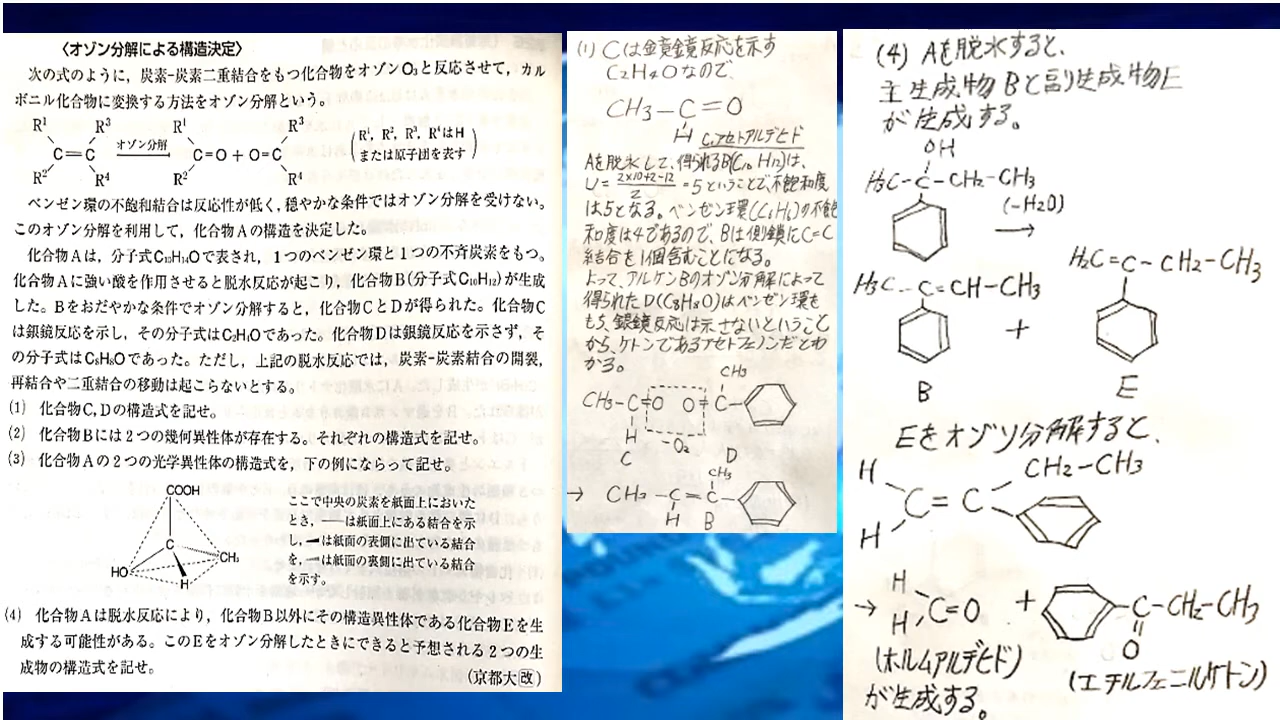 〈オゾン分解による構造決定〉
次の式のように，炭素−炭素二重結合をもつ化合物をオゾンO₃と反応させて，カル
ボニル化合物に変換する方法をオゾン分解という。
R¹ R³ R¹ R³
C＝C オゾン分解 C＝O + O＝C
R² R⁴ R² R⁴
(R¹, R², R³, R⁴はH
または原子団を表す)
ベンゼン環の不飽和結合は反応性が低く，穏やかな条件ではオゾン分解を受けない。
このオゾン分解を利用して，化合物Aの構造を決定した。
化合物Aは，分子式C₁₀H₁₄Oで表され，1つのベンゼン環と1つの不斉炭素をもつ。
化合物Aに強い酸を作用させると脱水反応が起こり，化合物B(分子式C₁₀H₁₂)が生成
した。Bをおだやかな条件でオゾン分解すると，化合物CとDが得られた。化合物C
は銀鏡反応を示し，その分子式はC₂H₄Oであった。化合物Dは銀鏡反応を示さず，そ
の分子式はC₈H₈Oであった。ただし，上記の脱水反応では，炭素−炭素結合の開裂，
再結合や二重結合の移動は起こらないとする。
(1) 化合物C, Dの構造式を記せ。
(2) 化合物Bには2つの幾何異性体が存在する。それぞれの構造式を記せ。
(3) 化合物Aの2つの光学異性体の構造式を，下の例にならって記せ。
COOH
C
HO CH₃
H
ここで中央の炭素を紙面上においた
とき，—は紙面上にある結合を示
し，は紙面の表側に出ている結合
を，は紙面の裏側に出ている結合
を示す。
(4) 化合物Aは脱水反応により，化合物B以外にその構造異性体である化合物Eを生
成する可能性がある。このEをオゾン分解したときにできると予想される2つの生
成物の構造式を記せ。
(京都大改)
(1) Cは銀鏡反応を示す
C₂H₄Oなので、
CH₃−C＝O
H C,アセトアルデヒド
Aを脱水して、得られるB(C₁₀H₁₂)は、
U＝2×10+2−12/2＝5ということで、不飽和度
は5となる。ベンゼン環(C₆H₆)の不飽
和度は4であるので、Bは側鎖にC=C
結合を1個含むことになる。
よって、アルケンBのオゾン分解によって
得られたD(C₈H₈O)はベンゼン環を
もち、銀鏡反応は示せないということ
から、ケトンであるアセトフェノンだとわ
かる。
CH₃
CH₃−C＝O O＝C−
H −O₂
C D
CH₃
→ CH₃−C＝C−
H B
(4) Aを脱水すると、
主生成物Bと副生成物E
が生成する。
OH
H₃C−C−CH₂−CH₃
(−H₂O)
→
H₂C＝C−CH₂−CH₃
H₃C−C＝CH−CH₃
+
B E
Eをオゾン分解すると、
H CH₂−CH₃
C＝C
H
→ H C＝O + C−CH₂−CH₃
H O
(ホルムアルデヒド) (エチルフェニルケトン)
が生成する。